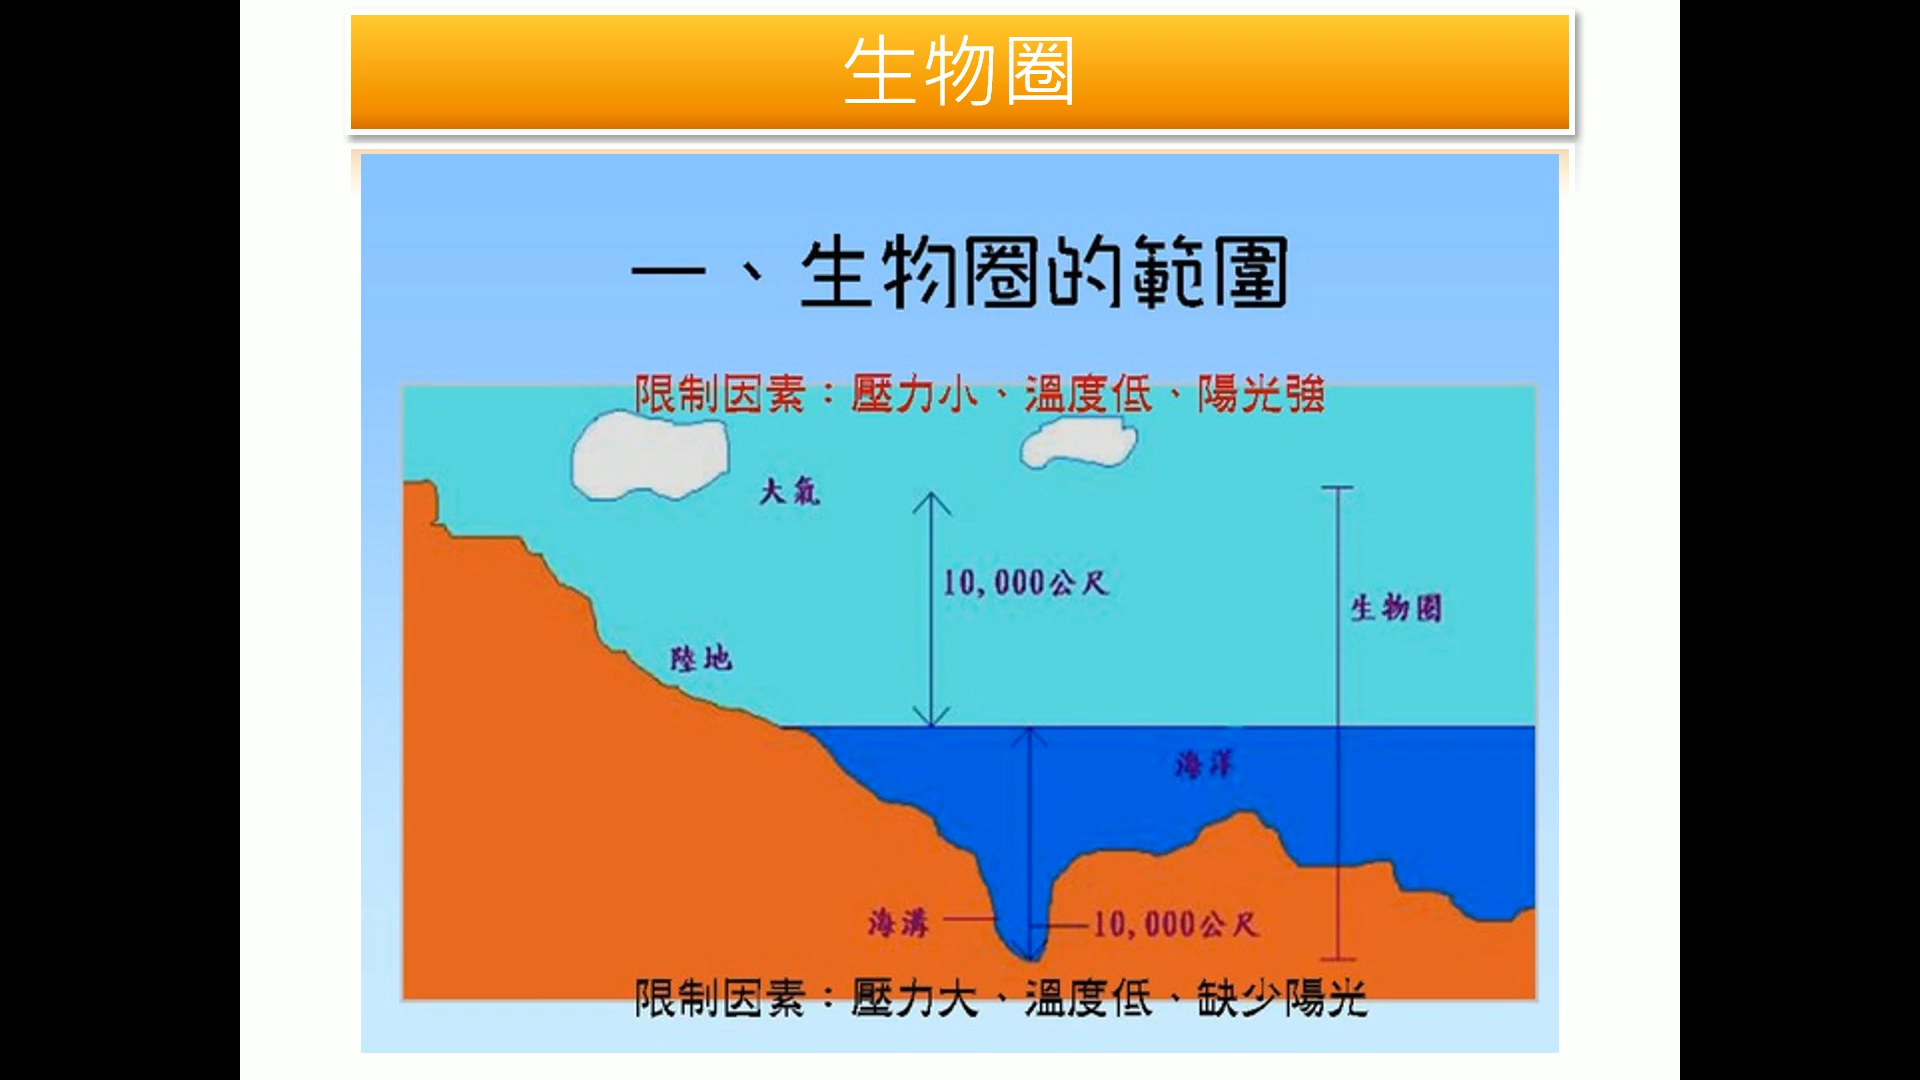 生物圈
一、生物圈的範圍
限制因素：壓力小、溫度低、陽光強
大氣
10,000公尺
生物圈
陸地
海洋
海溝
10,000公尺
限制因素：壓力大、溫度低、缺少陽光